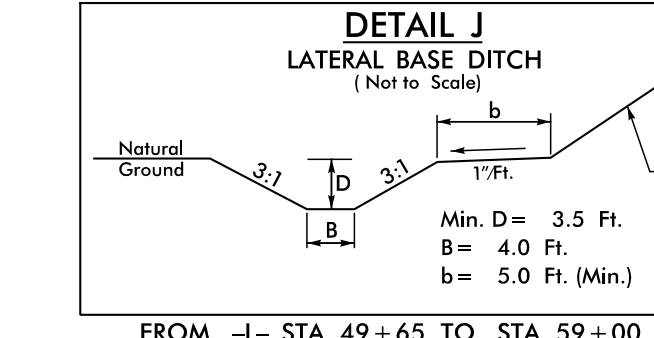 DETAIL J
LATERAL BASE DITCH
( Not to Scale)
b
Natural
Ground
3:1
D
3:1
1"/Ft.
B
Min. D = 3.5 Ft.
B = 4.0 Ft.
b = 5.0 Ft. (Min.)
FROM -L- STA. 49+65 TO STA. 59+00